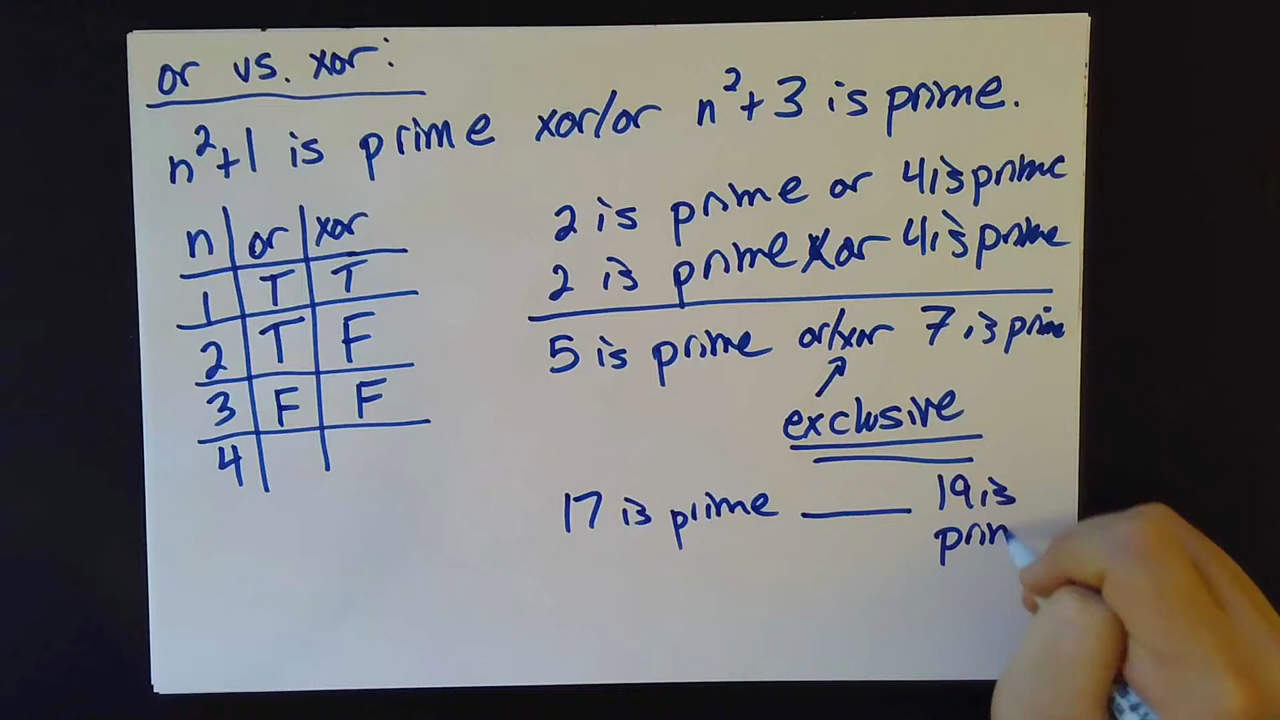 or vs. xor:
n²+1 is prime xor/or n²+3 is prime.
2 is prime or 4 is prime
2 is prime xor 4 is prime
5 is prime or/xor 7 is prime
exclusive
17 is prime ____ 19 is
prim
n | or | xor
1 | T | T
2 | T | F
3 | F | F
4